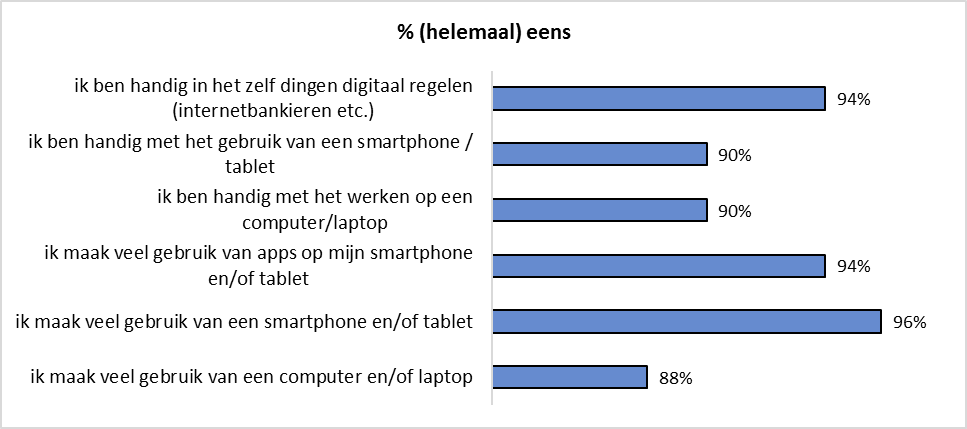 % (helemaal) eens
ik ben handig in het zelf dingen digitaal regelen
(internetbankieren etc.)
94%
ik ben handig met het gebruik van een smartphone /
tablet
90%
ik ben handig met het werken op een
computer/laptop
90%
ik maak veel gebruik van apps op mijn smartphone
en/of tablet
94%
ik maak veel gebruik van een smartphone en/of tablet
96%
ik maak veel gebruik van een computer en/of laptop
88%